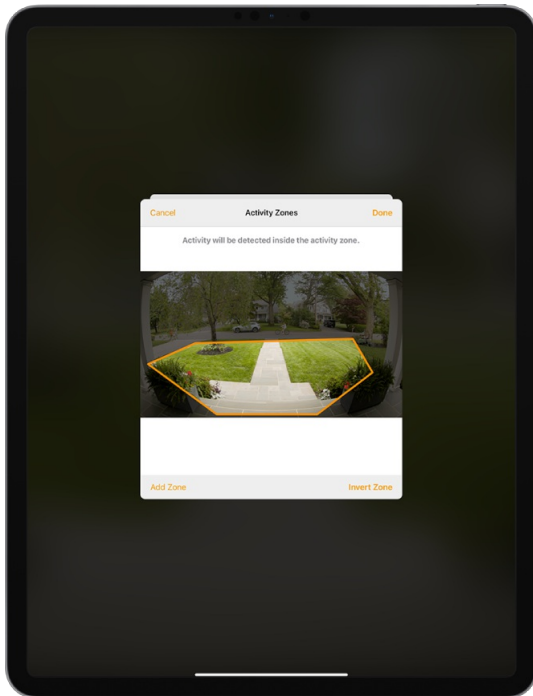 Cancel Activity Zones Done
Activity will be detected inside the activity zone.
Add Zone Invert Zone